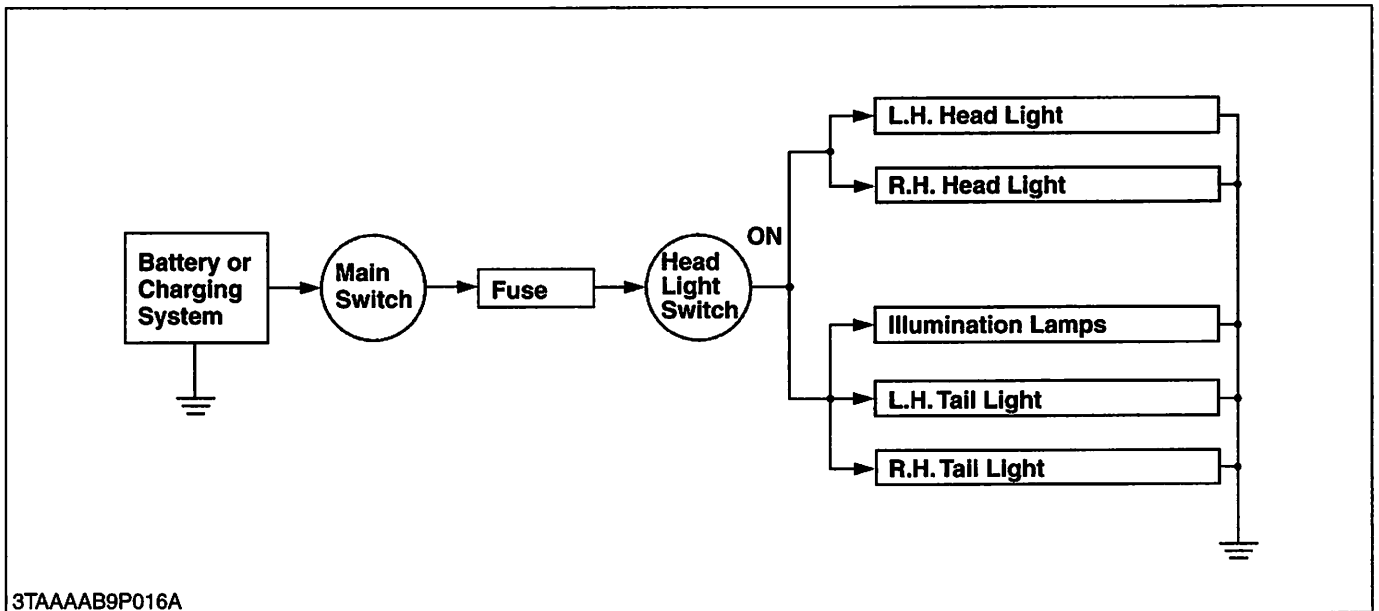 L.H. Head Light
R.H. Head Light
ON
Battery or
Charging
System
Main
Switch
Fuse
Head
Light
Switch
Illumination Lamps
L.H. Tail Light
R.H. Tail Light
3TAAAAB9P016A